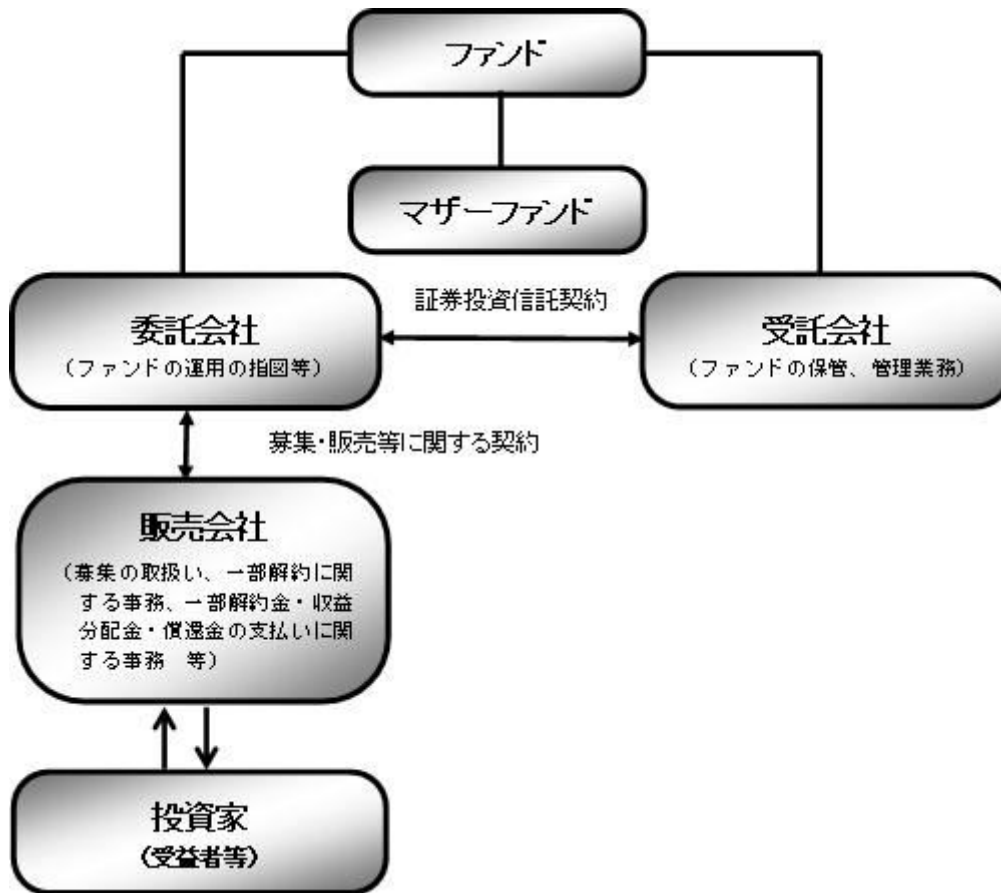 ファンド
マザーファンド
証券投資信託契約
委託会社
(ファンドの運用の指図等)
受託会社
(ファンドの保管、管理業務)
募集・販売等に関する契約
販売会社
(募集の取扱い、一部解約に関
する事務、一部解約金・収益
分配金・償還金の支払いに関
する事務　等)
投資家
(受益者等)